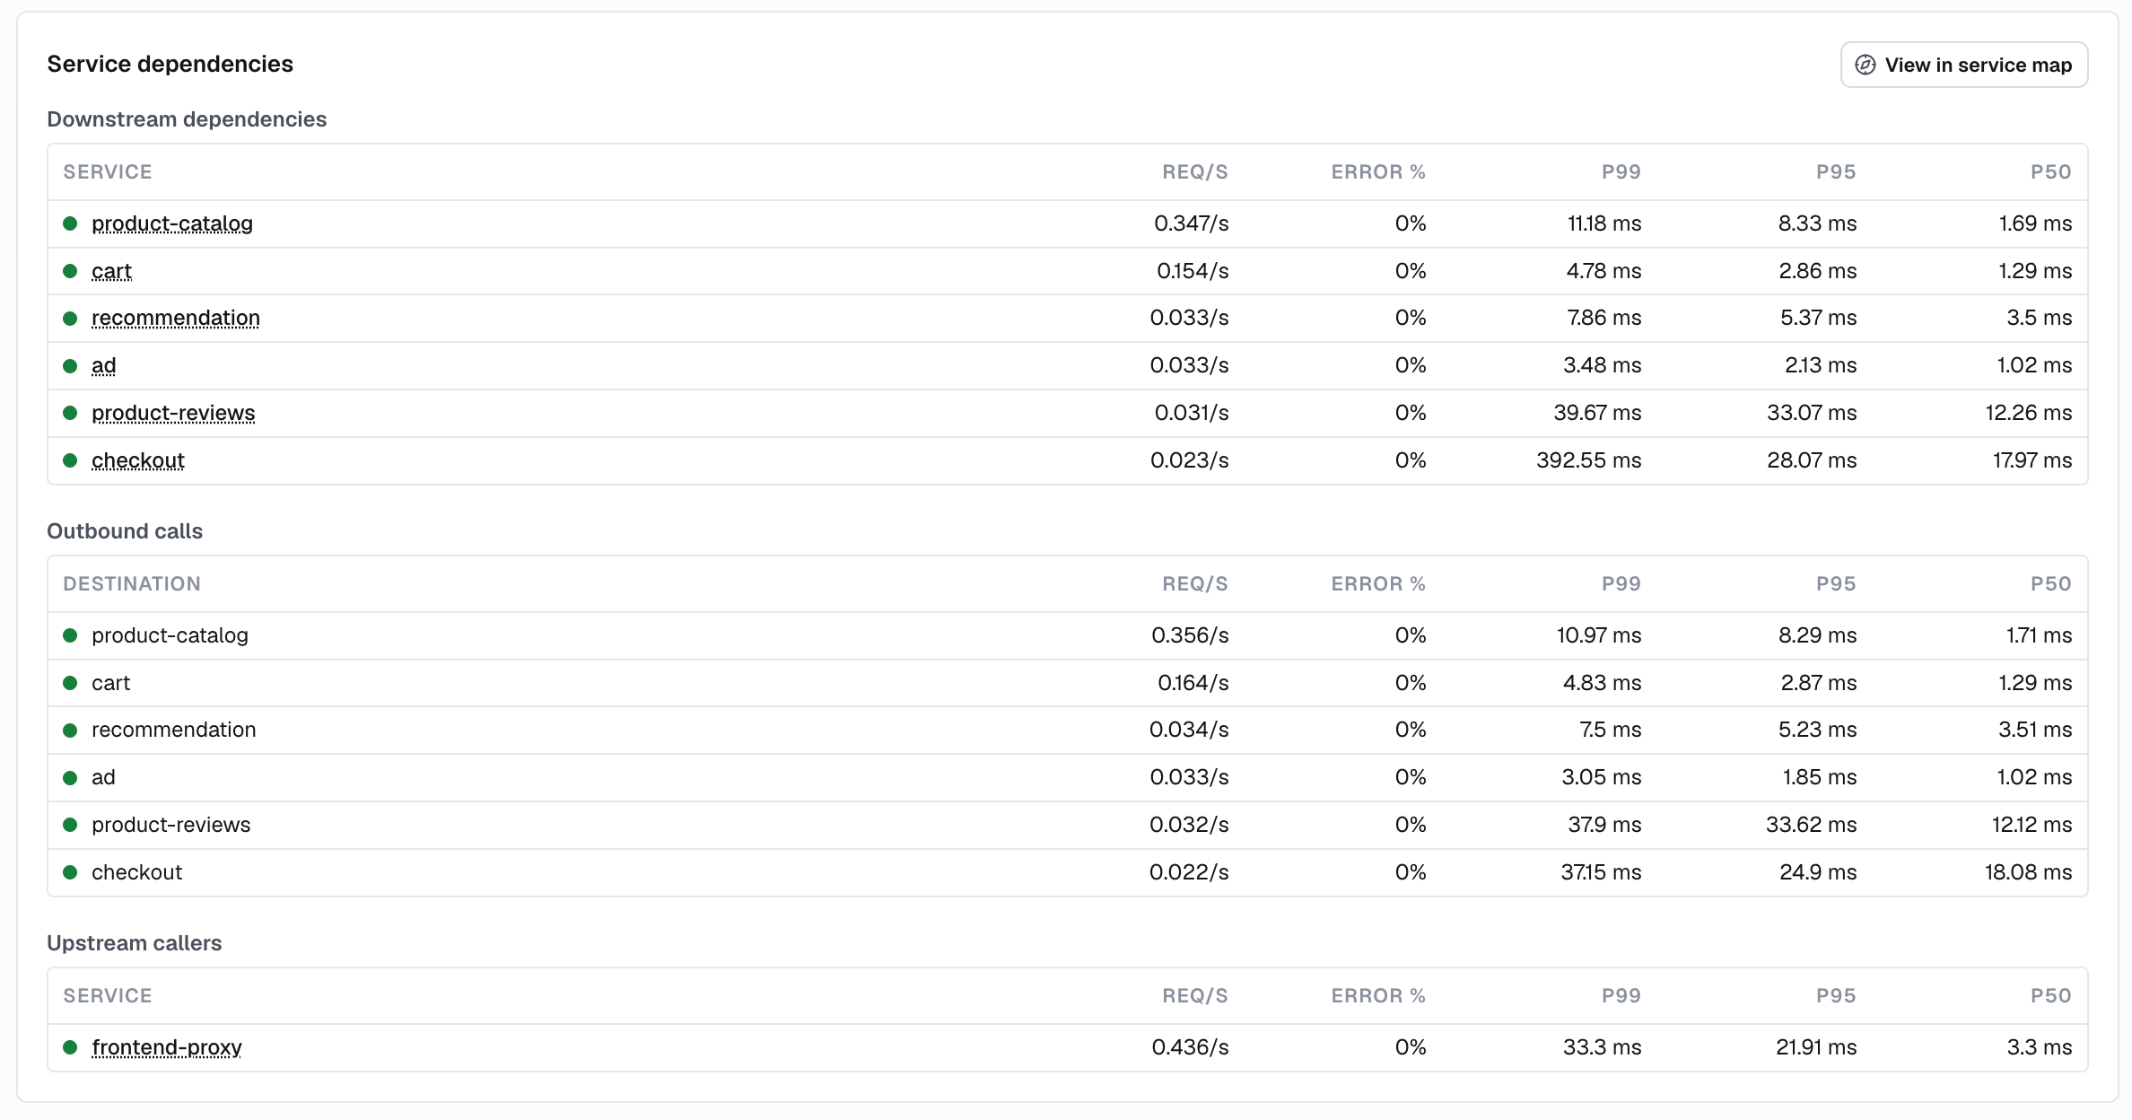 Service dependencies
View in service map
Downstream dependencies
SERVICE REQ/S ERROR % P99 P95 P50
product-catalog 0.347/s 0% 11.18 ms 8.33 ms 1.69 ms
cart 0.154/s 0% 4.78 ms 2.86 ms 1.29 ms
recommendation 0.033/s 0% 7.86 ms 5.37 ms 3.5 ms
ad 0.033/s 0% 3.48 ms 2.13 ms 1.02 ms
product-reviews 0.031/s 0% 39.67 ms 33.07 ms 12.26 ms
checkout 0.023/s 0% 392.55 ms 28.07 ms 17.97 ms
Outbound calls
DESTINATION REQ/S ERROR % P99 P95 P50
product-catalog 0.356/s 0% 10.97 ms 8.29 ms 1.71 ms
cart 0.164/s 0% 4.83 ms 2.87 ms 1.29 ms
recommendation 0.034/s 0% 7.5 ms 5.23 ms 3.51 ms
ad 0.033/s 0% 3.05 ms 1.85 ms 1.02 ms
product-reviews 0.032/s 0% 37.9 ms 33.62 ms 12.12 ms
checkout 0.022/s 0% 37.15 ms 24.9 ms 18.08 ms
Upstream callers
SERVICE REQ/S ERROR % P99 P95 P50
frontend-proxy 0.436/s 0% 33.3 ms 21.91 ms 3.3 ms